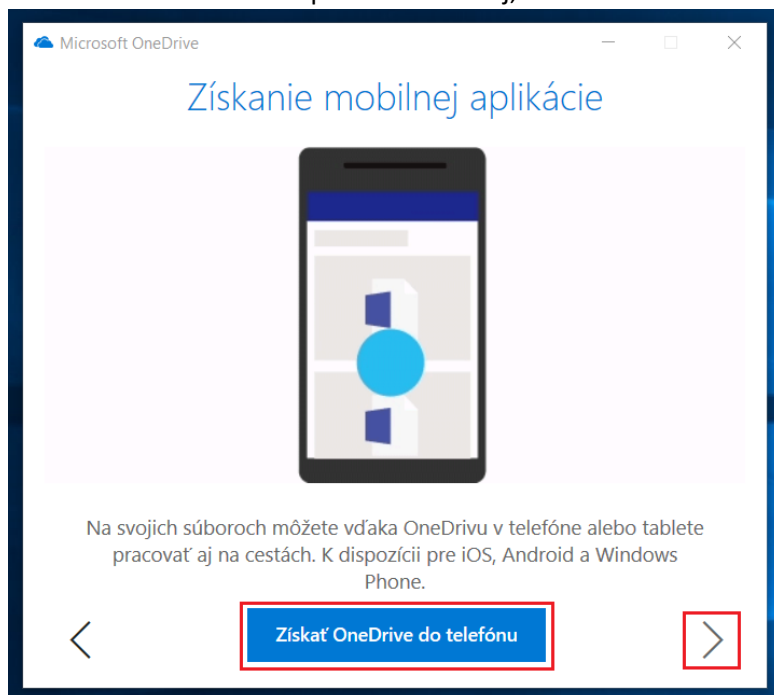 Microsoft OneDrive
Získanie mobilnej aplikácie
Na svojich súboroch môžete vďaka OneDrivu v telefóne alebo tablete
pracovať aj na cestách. K dispozícii pre iOS, Android a Windows
Phone.
Získať OneDrive do telefónu